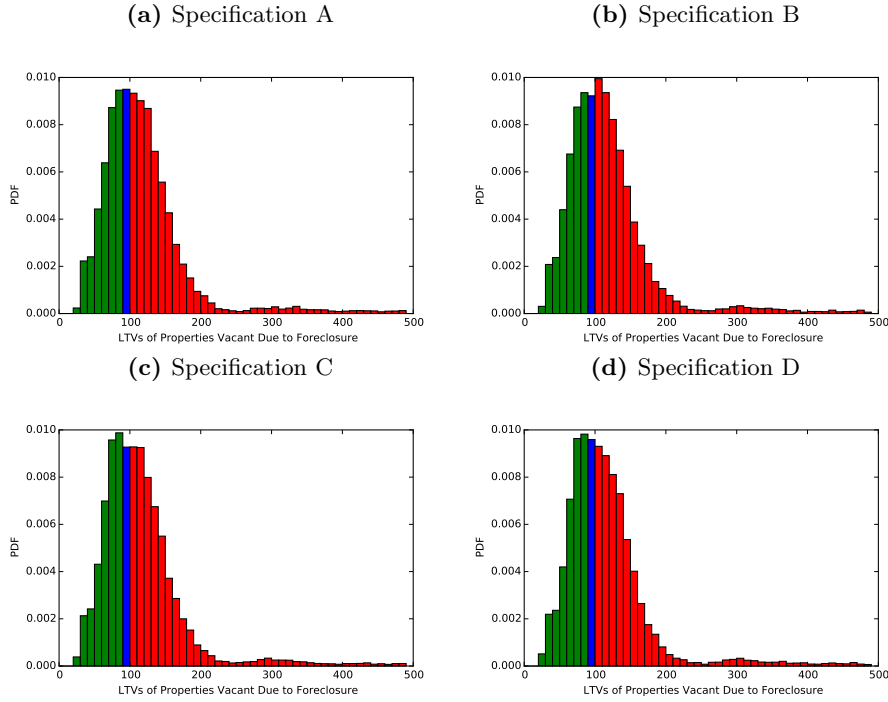 (a) Specification A
(b) Specification B
0.010
0.008
0.006
0.004
0.002
0.000
PDF
0 100 200 300 400 500
LTVs of Properties Vacant Due to Foreclosure
0.010
0.008
0.006
0.004
0.002
0.000
PDF
0 100 200 300 400 500
LTVs of Properties Vacant Due to Foreclosure
(c) Specification C
(d) Specification D
0.010
0.008
0.006
0.004
0.002
0.000
PDF
0 100 200 300 400 500
LTVs of Properties Vacant Due to Foreclosure
0.010
0.008
0.006
0.004
0.002
0.000
PDF
0 100 200 300 400 500
LTVs of Properties Vacant Due to Foreclosure